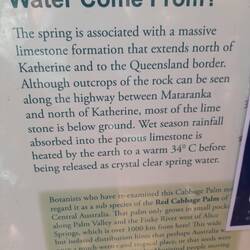 Water Come From?
The spring is associated with a massive
limestone formation that extends north of
Katherine and to the Queensland border.
Although outcrops of the rock can be seen
along the highway between Mataranka
and north of Katherine, most of the lime
stone is below ground. Wet season rainfall
absorbed into the porous limestone is
heated by the earth to a warm 34° C before
being released as crystal clear spring water.
Botanists who have re-examined this Cabbage Palm
regard it as a sub species of the Red Cabbage Palm of
Central Australia. That palm only grows in small pockets
along Palm Valley and the Finke River west of Alice
Springs, which is over 1000 km from here! This wide
but isolated distribution